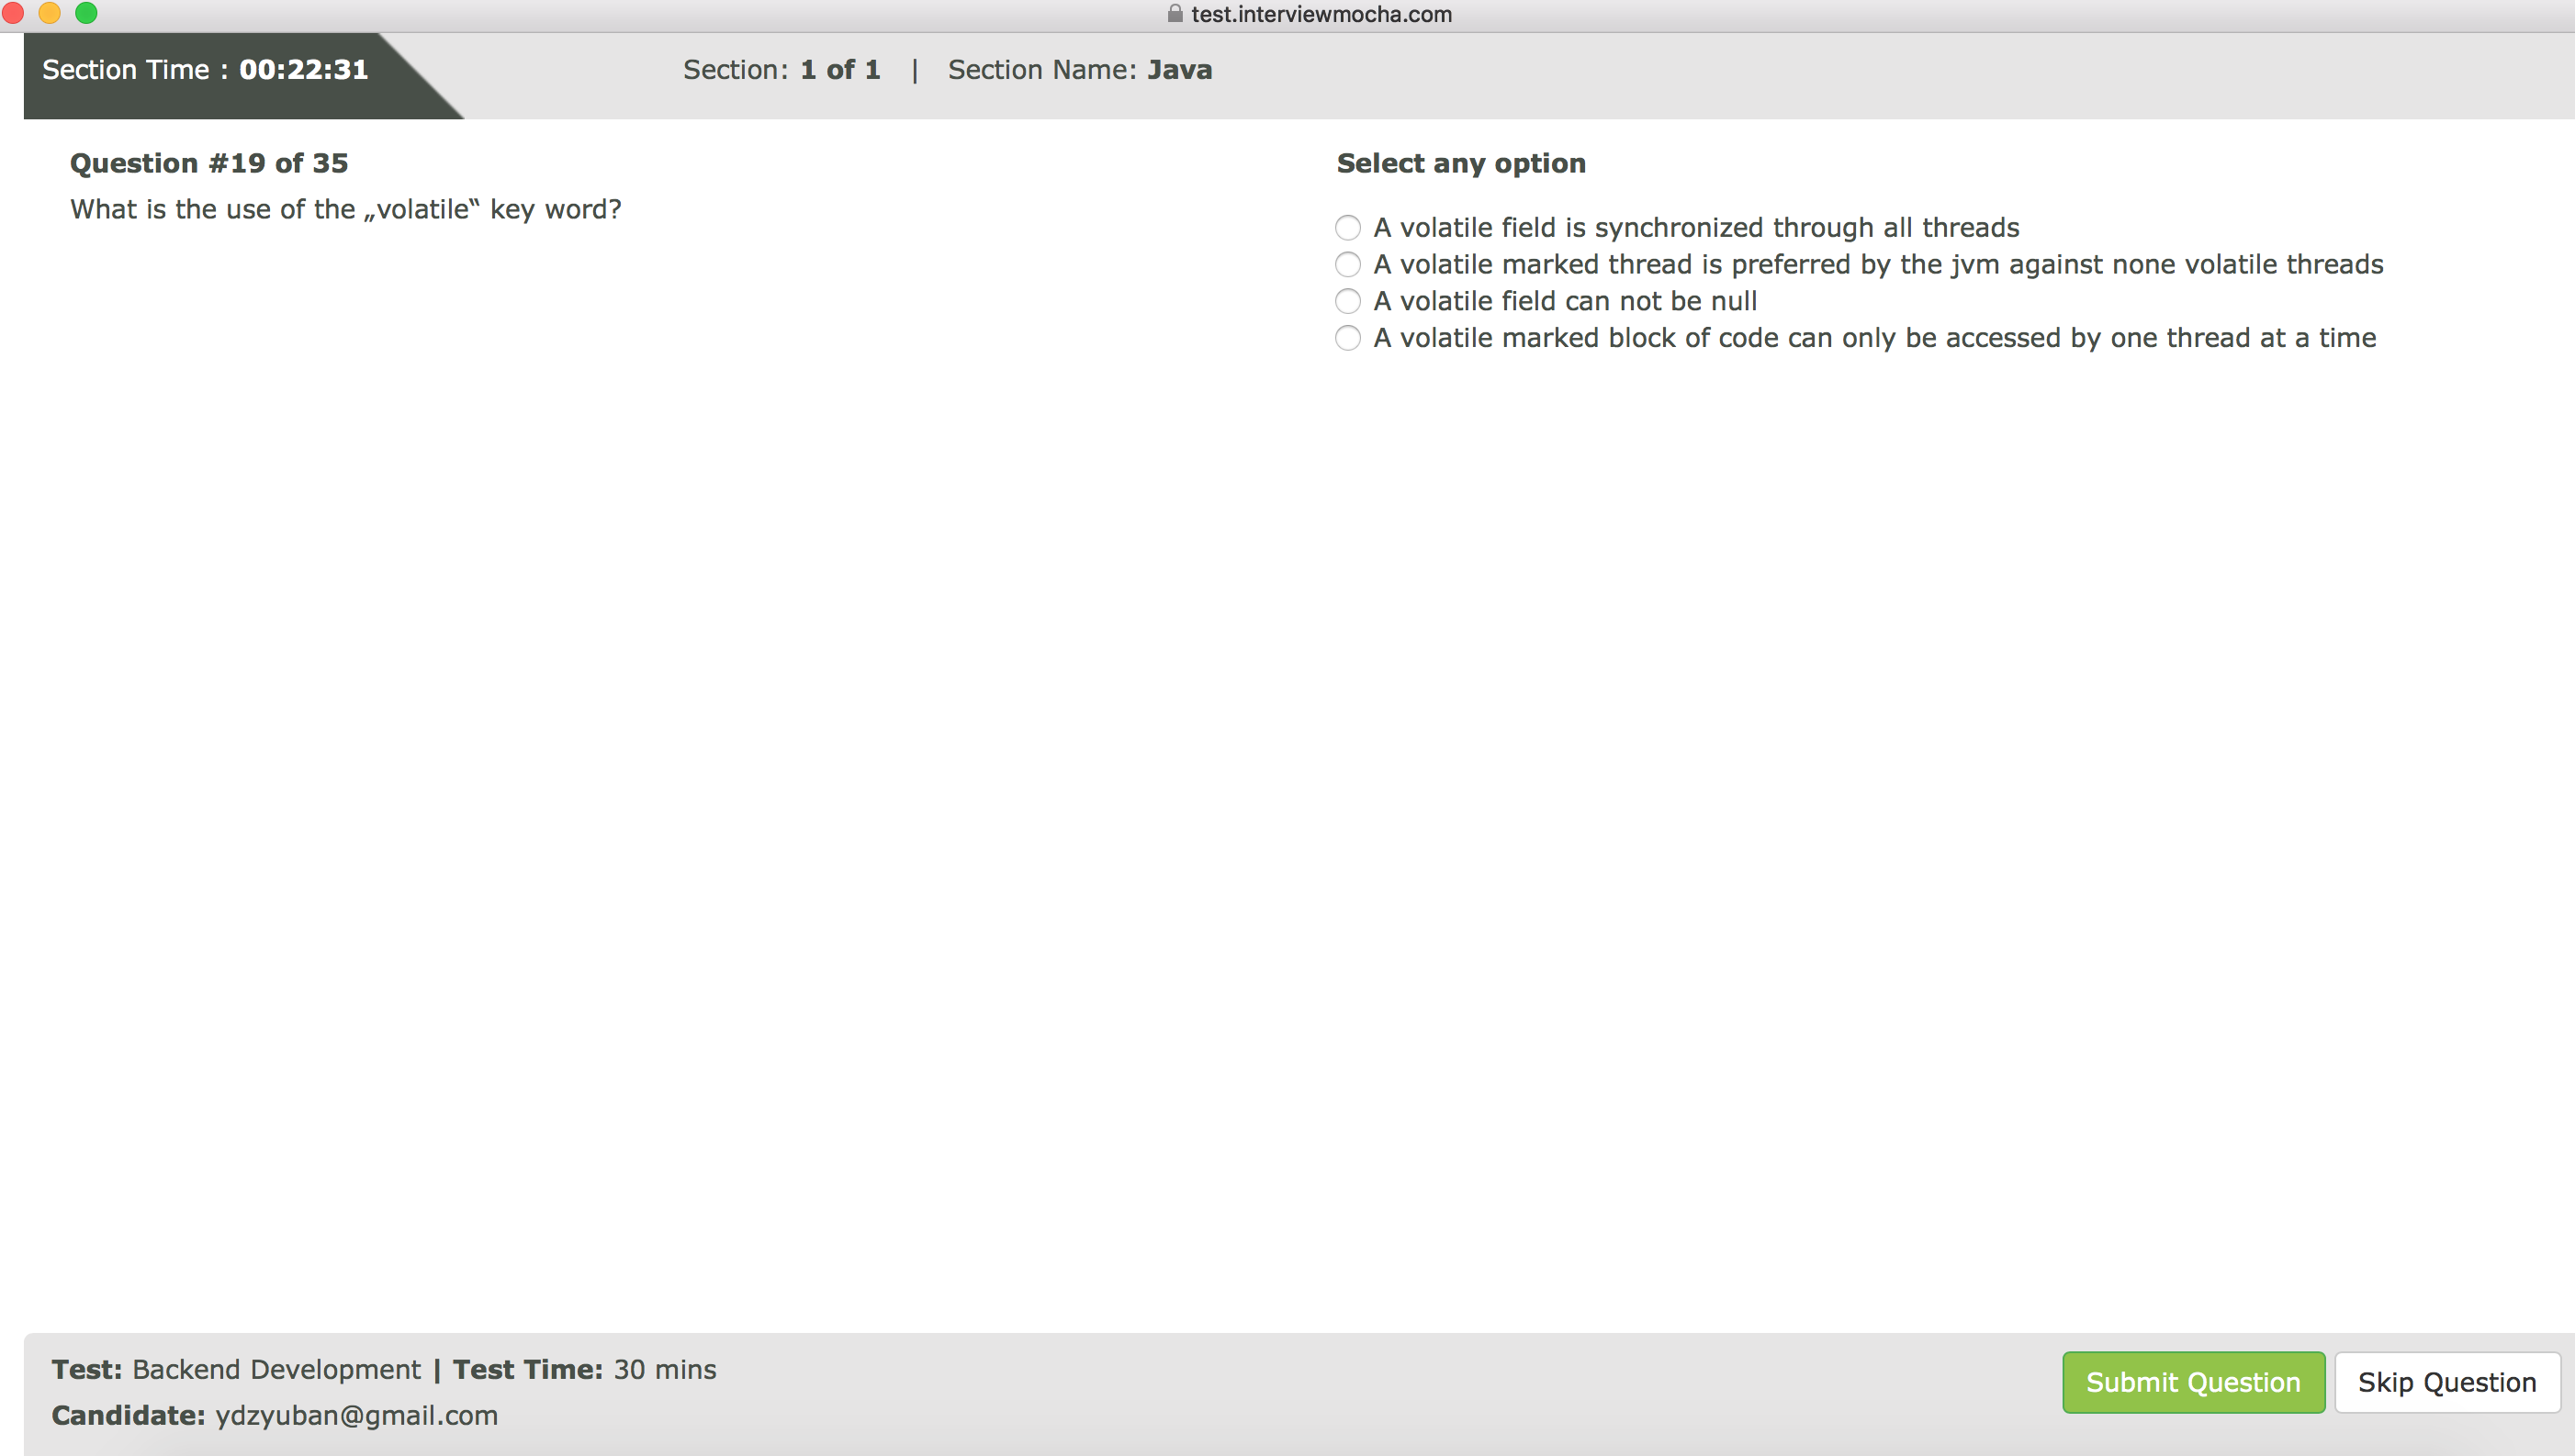 test.interviewmocha.com
Section Time : 00:22:31
Section: 1 of 1 | Section Name: Java
Question #19 of 35
What is the use of the „volatile‟ key word?
Select any option
A volatile field is synchronized through all threads
A volatile marked thread is preferred by the jvm against none volatile threads
A volatile field can not be null
A volatile marked block of code can only be accessed by one thread at a time
Test: Backend Development | Test Time: 30 mins
Candidate: ydzyuban@gmail.com
Submit Question
Skip Question